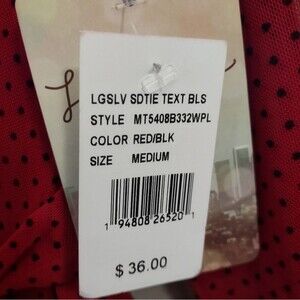 LGSLV SDTIE TEXT BLS
STYLE MT5408B332WPL
COLOR RED/BLK
SIZE MEDIUM
1 94808 26520 1
$ 36.00